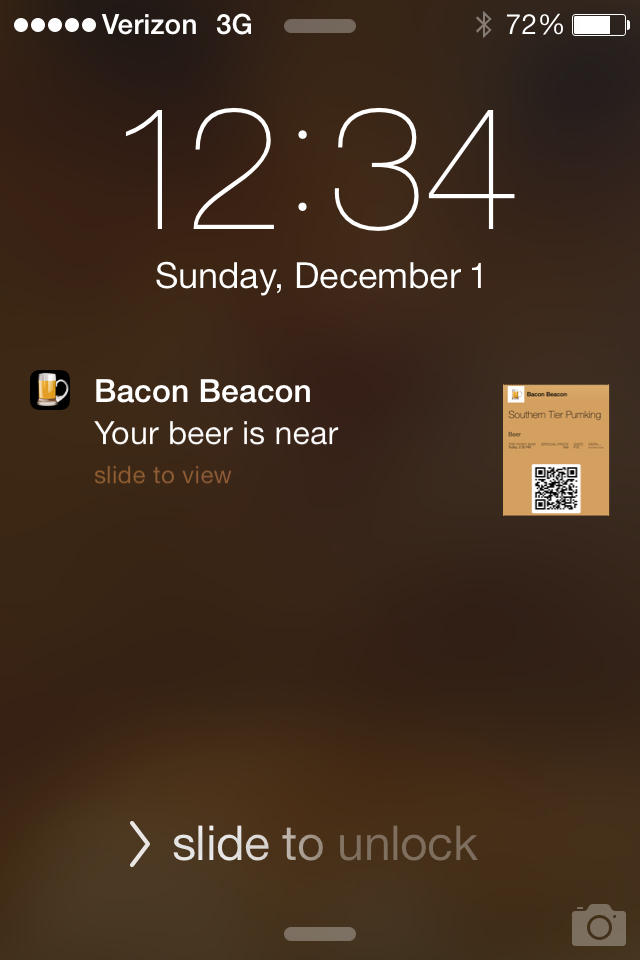 Verizon 3G 72%
12:34
Sunday, December 1
Bacon Beacon
Your beer is near
slide to view
Bacon Beacon
Southern Tier Pumking
Beer
slide to unlock